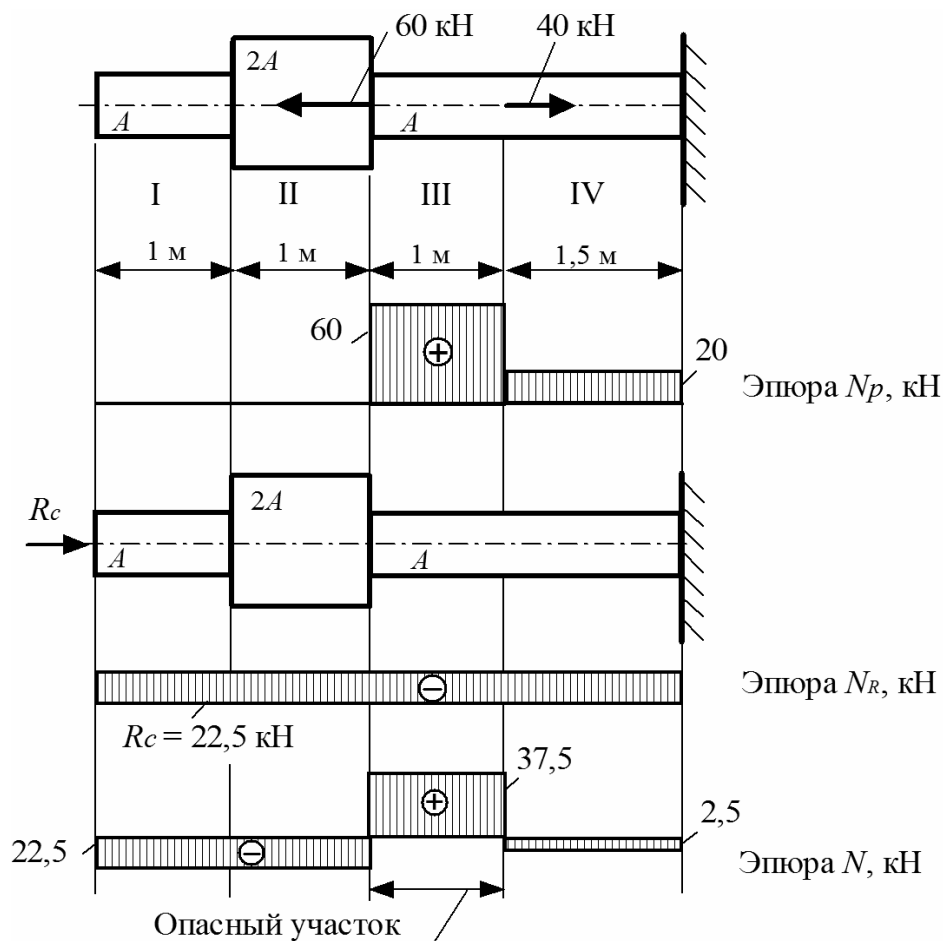 60 кН 40 кН
2A
A A
I II III IV
1 м 1 м 1 м 1,5 м
60 + 20
Эпюра Np, кН
Rc 2A
A A
−
Эпюра NR, кН
Rc = 22,5 кН
37,5
+ 2,5
22,5 −
Эпюра N, кН
Опасный участок